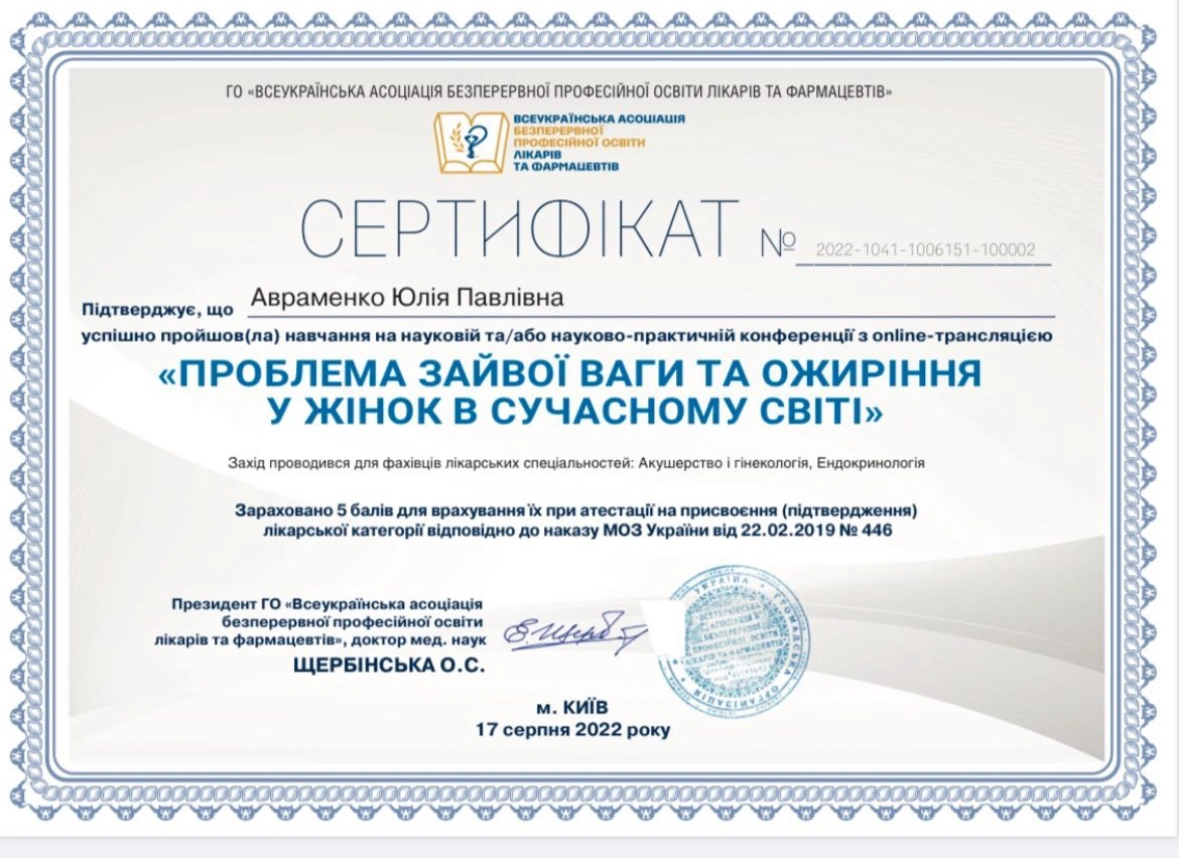 ГО «ВСЕУКРАЇНСЬКА АСОЦІАЦІЯ БЕЗПЕРЕРВНОЇ ПРОФЕСІЙНОЇ ОСВІТИ ЛІКАРІВ ТА ФАРМАЦЕВТІВ»
ВСЕУКРАЇНСЬКА АСОЦІАЦІЯ
БЕЗПЕРЕРВНОЇ
ПРОФЕСІЙНОЇ ОСВІТИ
ЛІКАРІВ
ТА ФАРМАЦЕВТІВ
СЕРТИФІКАТ № 2022-1041-1006151-100002
Підтверджує, що Авраменко Юлія Павлівна
успішно пройшов(ла) навчання на науковій та/або науково-практичній конференції з online-трансляцією
«ПРОБЛЕМА ЗАЙВОЇ ВАГИ ТА ОЖИРІННЯ
У ЖІНОК В СУЧАСНОМУ СВІТІ»
Захід проводився для фахівців лікарських спеціальностей: Акушерство і гінекологія, Ендокринологія
Зараховано 5 балів для врахування їх при атестації на присвоєння (підтвердження)
лікарської категорії відповідно до наказу МОЗ України від 22.02.2019 № 446
Президент ГО «Всеукраїнська асоціація
безперервної професійної освіти
лікарів та фармацевтів», доктор мед. наук
ЩЕРБІНСЬКА О.С.
УКРАЇНА
ГРОМАДСЬКА ОРГАНІЗАЦІЯ
м. КИЇВ
17 серпня 2022 року